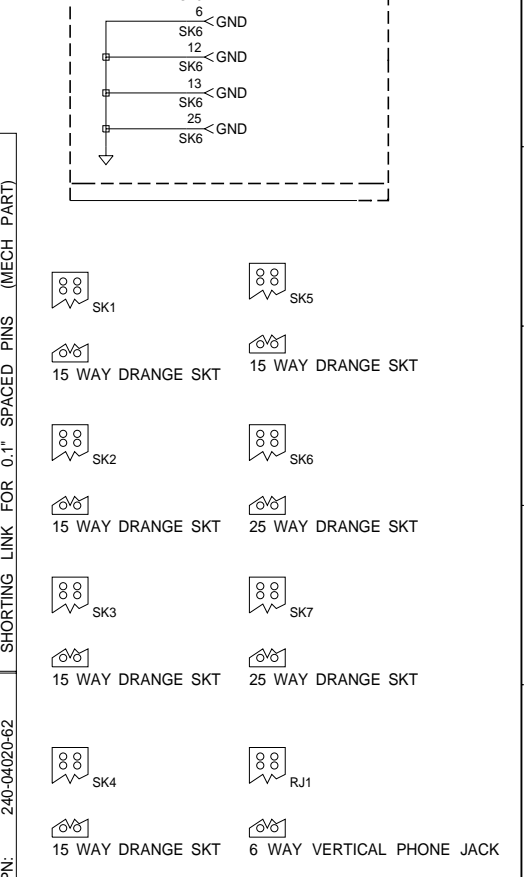 6
SK6 GND
12
SK6 GND
13
SK6 GND
25
SK6 GND
SK1 SK5
15 WAY DRANGE SKT 15 WAY DRANGE SKT
SK2 SK6
15 WAY DRANGE SKT 25 WAY DRANGE SKT
SK3 SK7
15 WAY DRANGE SKT 25 WAY DRANGE SKT
SK4 RJ1
15 WAY DRANGE SKT 6 WAY VERTICAL PHONE JACK
SHORTING LINK FOR 0.1" SPACED PINS (MECH PART)
240-04020-62